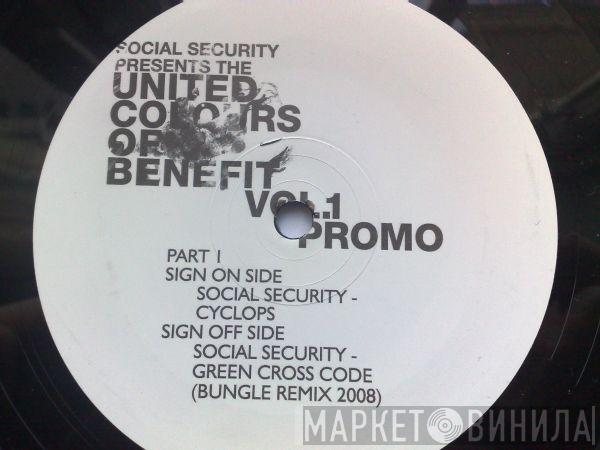 SOCIAL SECURITY
PRESENTS THE
UNITED
COLOURS
OF
BENEFIT
VOL.1
PROMO
PART 1
SIGN ON SIDE
SOCIAL SECURITY -
CYCLOPS
SIGN OFF SIDE
SOCIAL SECURITY -
GREEN CROSS CODE
(BUNGLE REMIX 2008)
МАРКЕТ ВИНИЛА